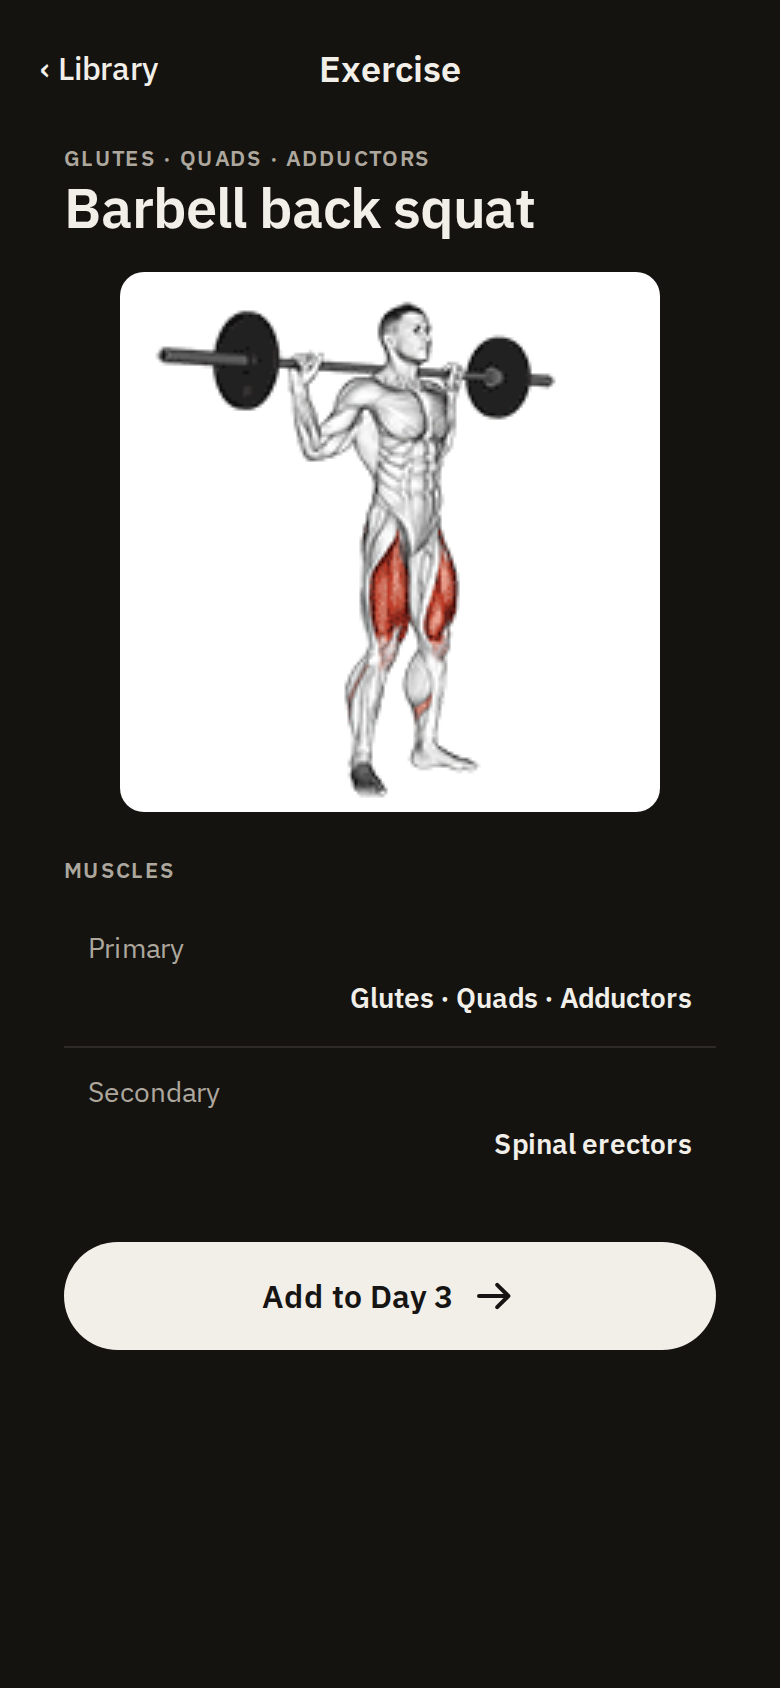 ‹ Library
Exercise
GLUTES · QUADS · ADDUCTORS
Barbell back squat
MUSCLES
Primary
Glutes · Quads · Adductors
Secondary
Spinal erectors
Add to Day 3 →